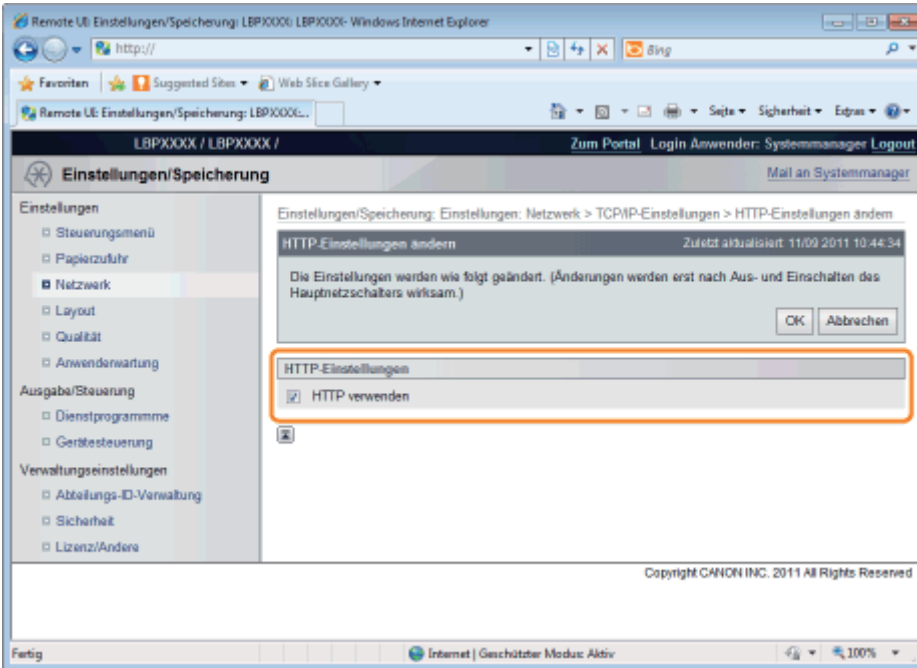 Remote UI: Einstellungen/Speicherung: LBPXXXX: LBPXXXX- Windows Internet Explorer
http://
Bing
Favoriten Suggested Sites Web Slice Gallery
Remote UI: Einstellungen/Speicherung: LBPXXXX:... Seite Sicherheit Extras
LBPXXXX / LBPXXXX / Zum Portal Login Anwender: Systemmanager Logout
Einstellungen/Speicherung Mail an Systemmanager
Einstellungen
Steuerungsmenü
Papierzufuhr
Netzwerk
Layout
Qualität
Anwenderwartung
Ausgabe/Steuerung
Dienstprogrammme
Gerätesteuerung
Verwaltungseinstellungen
Abteilungs-ID-Verwaltung
Sicherheit
Lizenz/Andere
Einstellungen/Speicherung: Einstellungen: Netzwerk > TCP/IP-Einstellungen > HTTP-Einstellungen ändern
HTTP-Einstellungen ändern Zuletzt aktualisiert: 11/09 2011 10:44:34
Die Einstellungen werden wie folgt geändert. (Änderungen werden erst nach Aus- und Einschalten des
Hauptnetzschalters wirksam.)
OK Abbrechen
HTTP-Einstellungen
HTTP verwenden
Copyright CANON INC. 2011 All Rights Reserved
Fertig Internet | Geschützter Modus: Aktiv 100%